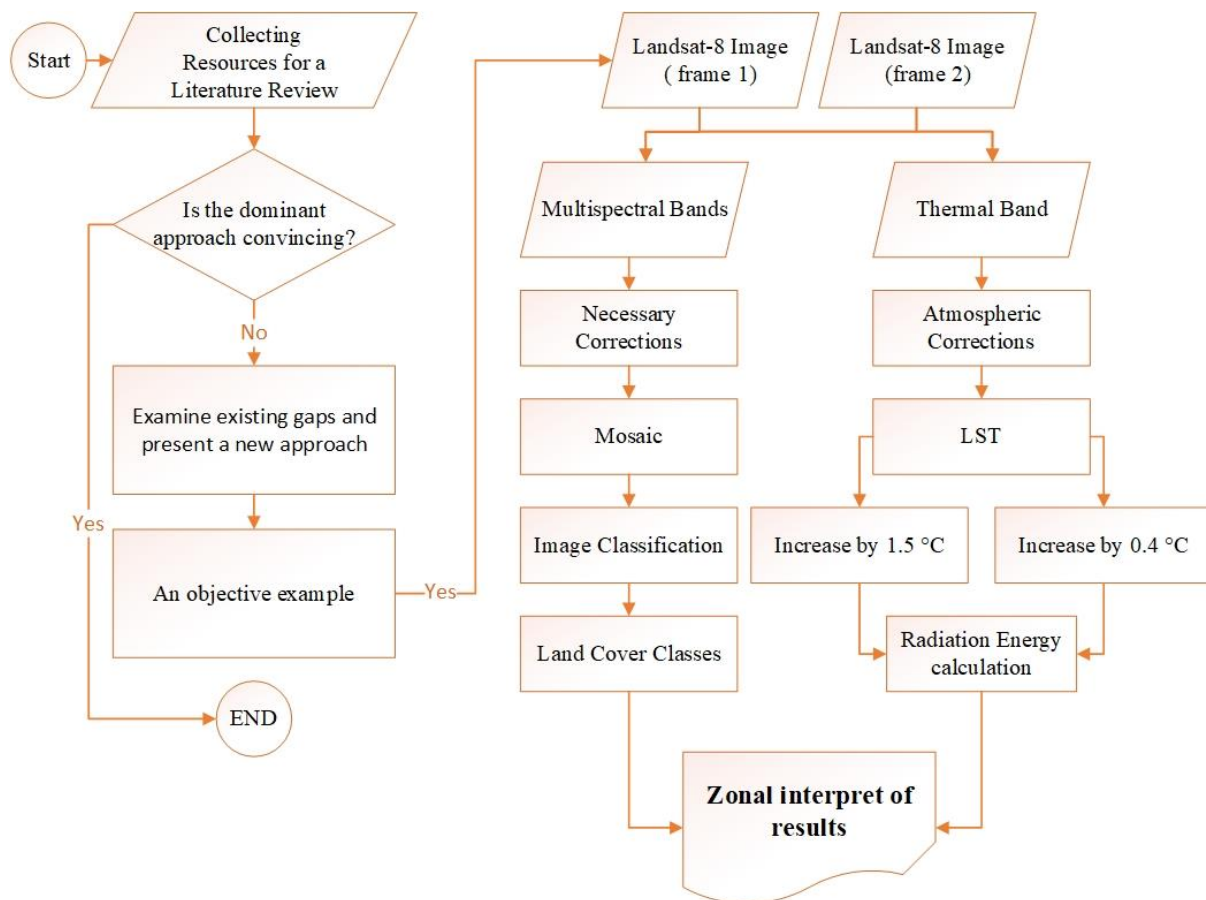 Start
Collecting
Resources for a
Literature Review
Is the dominant
approach convincing?
No
Examine existing gaps and
present a new approach
Yes
An objective example
Yes
END
Landsat-8 Image
( frame 1)
Landsat-8 Image
(frame 2)
Multispectral Bands
Thermal Band
Necessary
Corrections
Atmospheric
Corrections
Mosaic
LST
Image Classification
Increase by 1.5 °C
Increase by 0.4 °C
Land Cover Classes
Radiation Energy
calculation
Zonal interpret of
results